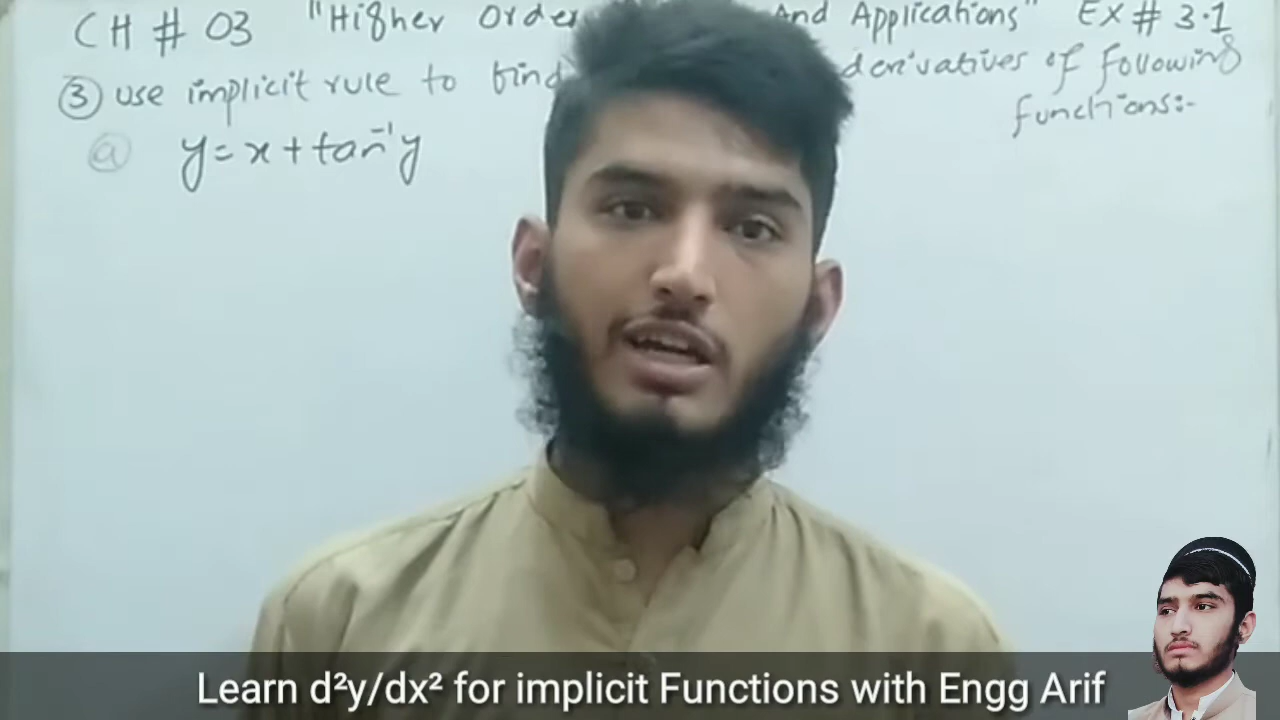 CH # 03 "Higher Order And Applications" EX # 3.1
③ use implicit rule to find derivatives of following
functions:-
ⓐ y = x + tan⁻¹y
Learn d²y/dx² for implicit Functions with Engg Arif